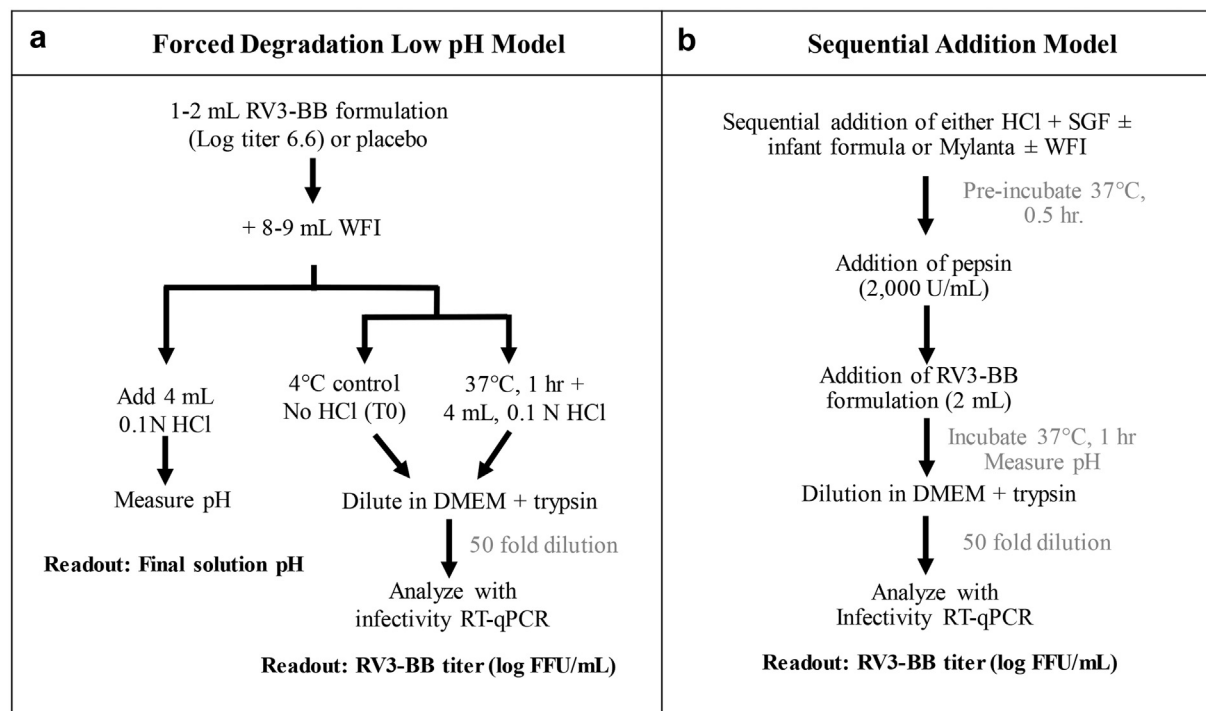 a
Forced Degradation Low pH Model
1-2 mL RV3-BB formulation
(Log titer 6.6) or placebo
+ 8-9 mL WFI
Add 4 mL
0.1N HCl
Measure pH
Readout: Final solution pH
4°C control
No HCl (T0)
37°C, 1 hr +
4 mL, 0.1 N HCl
Dilute in DMEM + trypsin
50 fold dilution
Analyze with
infectivity RT-qPCR
Readout: RV3-BB titer (log FFU/mL)
b
Sequential Addition Model
Sequential addition of either HCl + SGF ±
infant formula or Mylanta ± WFI
Pre-incubate 37°C,
0.5 hr.
Addition of pepsin
(2,000 U/mL)
Addition of RV3-BB
formulation (2 mL)
Incubate 37°C, 1 hr
Measure pH
Dilution in DMEM + trypsin
50 fold dilution
Analyze with
Infectivity RT-qPCR
Readout: RV3-BB titer (log FFU/mL)